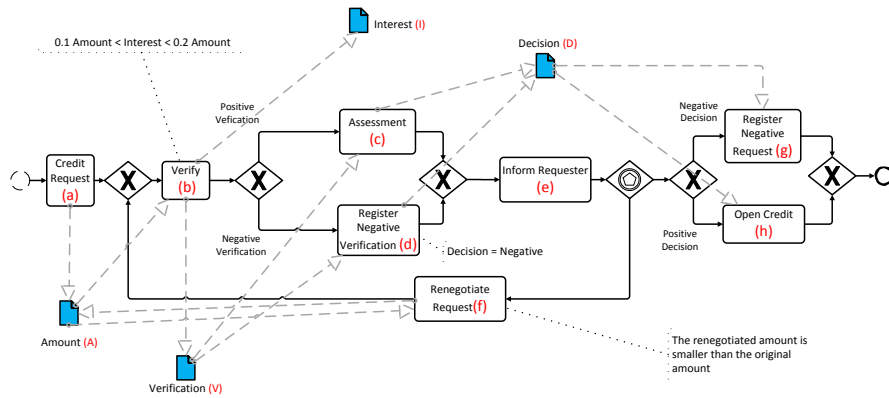 Interest (I)
0.1 Amount < Interest < 0.2 Amount
Decision (D)
Positive
Vefication
Negative
Decision
Credit
Request
(a)
X
Verify
(b)
X
Assessment
(c)
X
Inform Requester
(e)
X
Register
Negative
Request (g)
X
Negative
Verification
Register
Negative
Verification (d)
Decision = Negative
Positive
Decision
Open Credit
(h)
Renegotiate
Request(f)
Amount (A)
The renegotiated amount is
smaller than the original
amount
Verification (V)